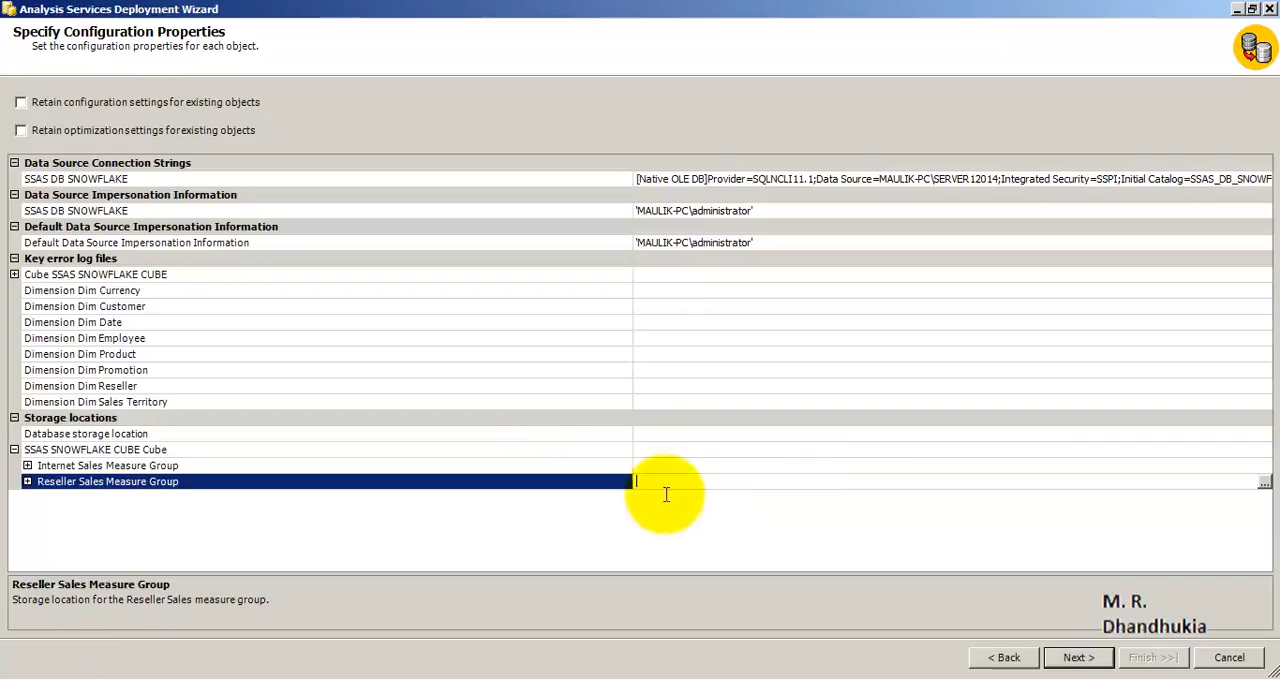 Analysis Services Deployment Wizard
Specify Configuration Properties
Set the configuration properties for each object.
Retain configuration settings for existing objects
Retain optimization settings for existing objects
Data Source Connection Strings
SSAS DB SNOWFLAKE [Native OLE DB]Provider=SQLNCLI11.1;Data Source=MAULIK-PC\SERVER12014;Integrated Security=SSPI;Initial Catalog=SSAS_DB_SNOWF
Data Source Impersonation Information
SSAS DB SNOWFLAKE 'MAULIK-PC\administrator'
Default Data Source Impersonation Information
Default Data Source Impersonation Information 'MAULIK-PC\administrator'
Key error log files
Cube SSAS SNOWFLAKE CUBE
Dimension Dim Currency
Dimension Dim Customer
Dimension Dim Date
Dimension Dim Employee
Dimension Dim Product
Dimension Dim Promotion
Dimension Dim Reseller
Dimension Dim Sales Territory
Storage locations
Database storage location
SSAS SNOWFLAKE CUBE Cube
Internet Sales Measure Group
Reseller Sales Measure Group ...
Reseller Sales Measure Group
Storage location for the Reseller Sales measure group.
M. R.
Dhandhukia
< Back Next > Finish >>| Cancel